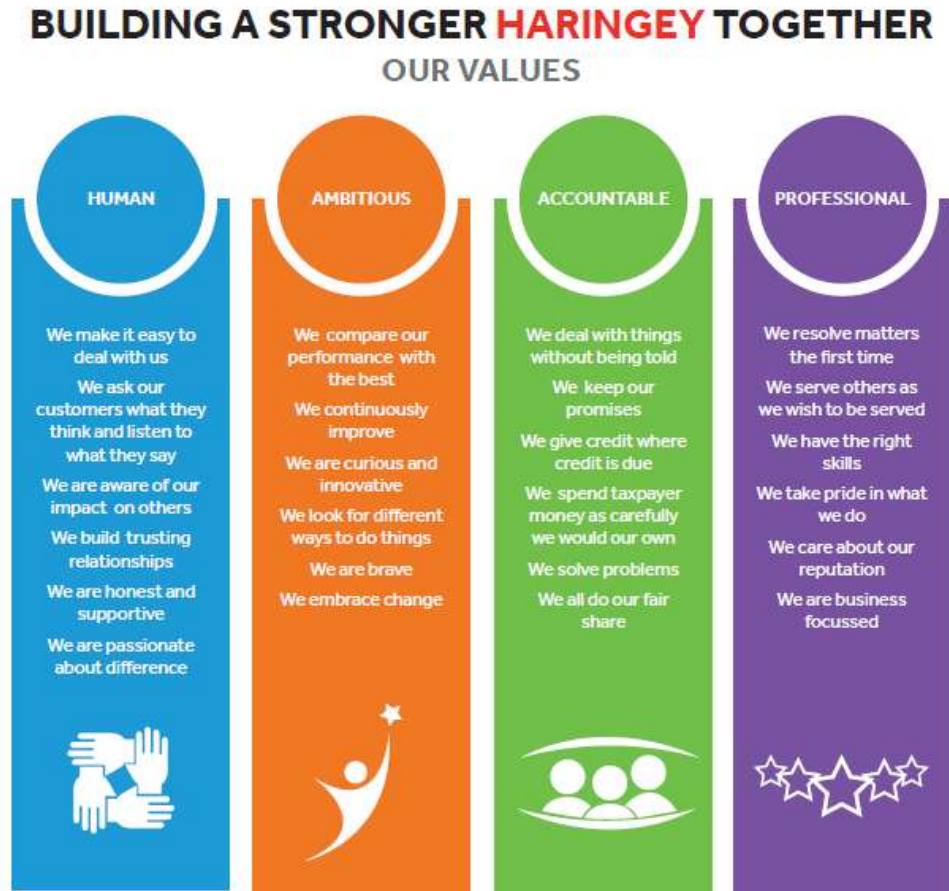 BUILDING A STRONGER HARINGEY TOGETHER
OUR VALUES
HUMAN
We make it easy to
deal with us
We ask our
customers what they
think and listen to
what they say
We are aware of our
impact on others
We build trusting
relationships
We are honest and
supportive
We are passionate
about difference
AMBITIOUS
We compare our
performance with
the best
We continuously
improve
We are curious and
innovative
We look for different
ways to do things
We are brave
We embrace change
ACCOUNTABLE
We deal with things
without being told
We keep our
promises
We give credit where
credit is due
We spend taxpayer
money as carefully
we would our own
We solve problems
We all do our fair
share
PROFESSIONAL
We resolve matters
the first time
We serve others as
we wish to be served
We have the right
skills
We take pride in what
we do
We care about our
reputation
We are business
focussed